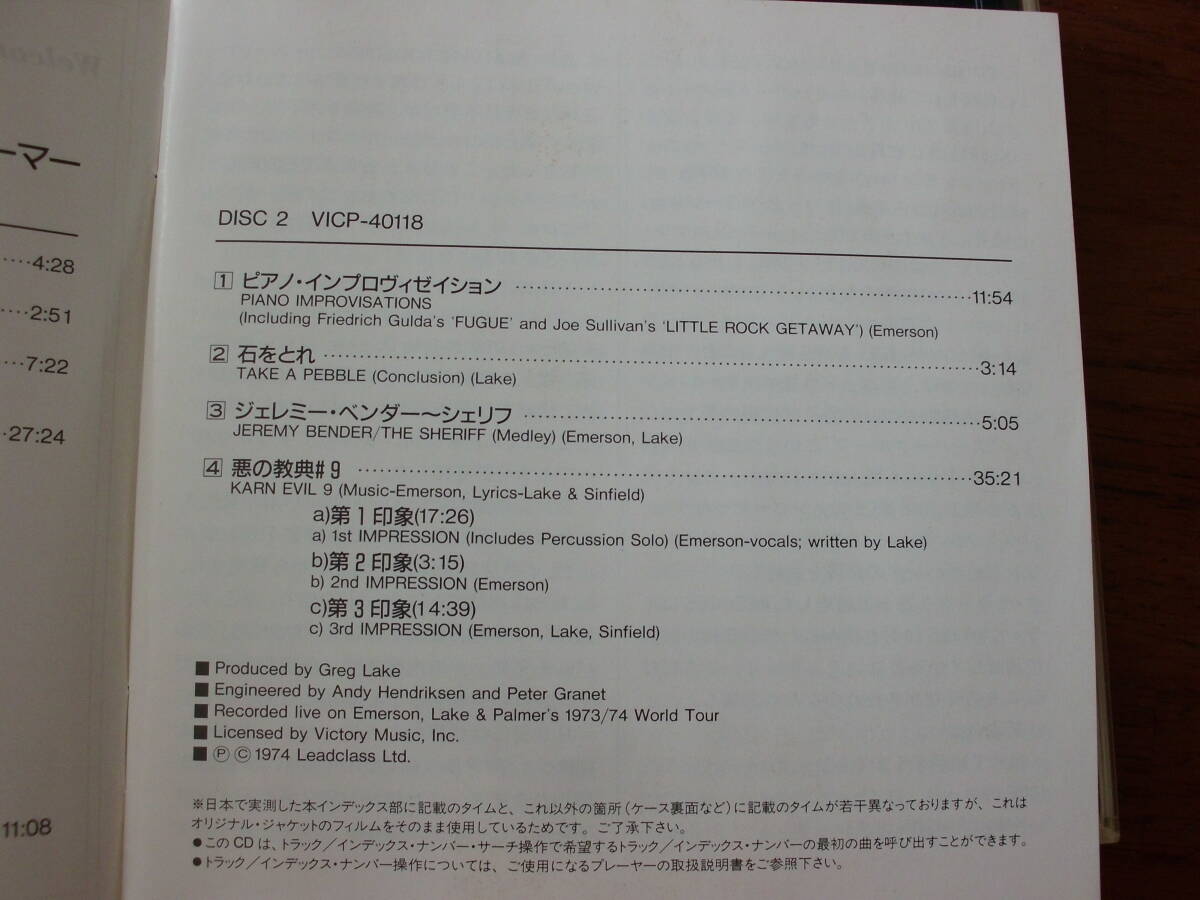 ーマー
4:28
2:51
7:22
27:24
11:08
DISC 2 VICP-40118
1 ピアノ・インプロヴィゼイション 11:54
PIANO IMPROVISATIONS
(Including Friedrich Gulda's 'FUGUE' and Joe Sullivan's 'LITTLE ROCK GETAWAY') (Emerson)
2 石をとれ 3:14
TAKE A PEBBLE (Conclusion) (Lake)
3 ジェレミー・ベンダー〜シェリフ 5:05
JEREMY BENDER/THE SHERIFF (Medley) (Emerson, Lake)
4 悪の教典#9 35:21
KARN EVIL 9 (Music-Emerson, Lyrics-Lake & Sinfield)
a)第1印象(17:26)
a) 1st IMPRESSION (Includes Percussion Solo) (Emerson-vocals; written by Lake)
b)第2印象(3:15)
b) 2nd IMPRESSION (Emerson)
c)第3印象(14:39)
c) 3rd IMPRESSION (Emerson, Lake, Sinfield)
■ Produced by Greg Lake
■ Engineered by Andy Hendriksen and Peter Granet
■ Recorded live on Emerson, Lake & Palmer's 1973/74 World Tour
■ Licensed by Victory Music, Inc.
■ Ⓟ © 1974 Leadclass Ltd.
※日本で実測した本インデックス部に記載のタイムと、これ以外の箇所(ケース裏面など)に記載のタイムが若干異なっておりますが、これは
オリジナル・ジャケットのフィルムをそのまま使用しているためです。ご了承下さい。
●このCDは、トラック/インデックス・ナンバー・サーチ操作で希望するトラック/インデックス・ナンバーの最初の曲を呼び出すことができます。
●トラック/インデックス・ナンバー操作については、ご使用になるプレーヤーの取扱説明書をご参照下さい。